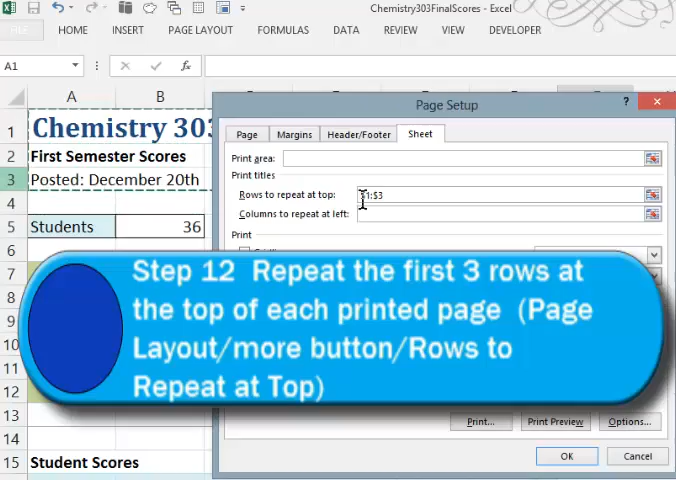 Chemistry303FinalScores - Excel
FILE HOME INSERT PAGE LAYOUT FORMULAS DATA REVIEW VIEW DEVELOPER
A1 fx
A B
Page Setup ?
1 Chemistry 303
2 First Semester Scores
3 Posted: December 20th
4
5 Students 36
6
7
8
9
10
11
12
13
14
15 Student Scores
Page Margins Header/Footer Sheet
Print area:
Print titles
Rows to repeat at top: $1:$3
Columns to repeat at left:
Print
Step 12 Repeat the first 3 rows at
the top of each printed page (Page
Layout/more button/Rows to
Repeat at Top)
Print... Print Preview Options...
OK Cancel